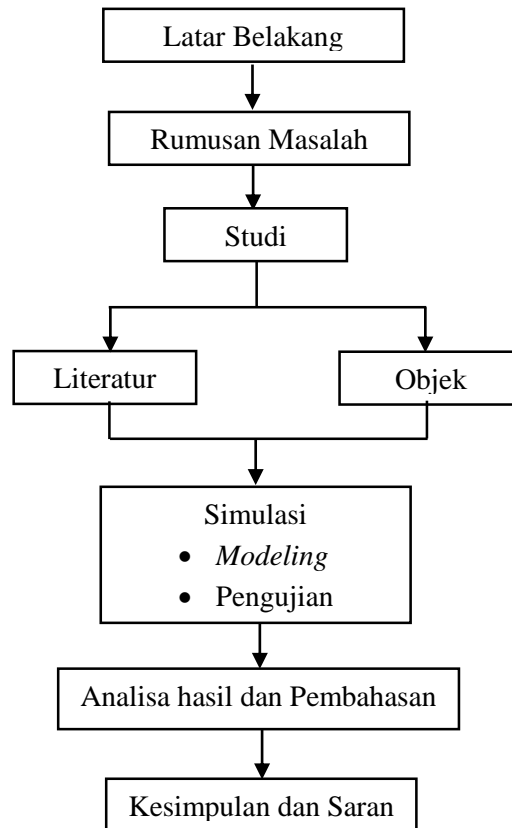 Latar Belakang
Rumusan Masalah
Studi
Literatur
Objek
Simulasi
• Modeling
• Pengujian
Analisa hasil dan Pembahasan
Kesimpulan dan Saran